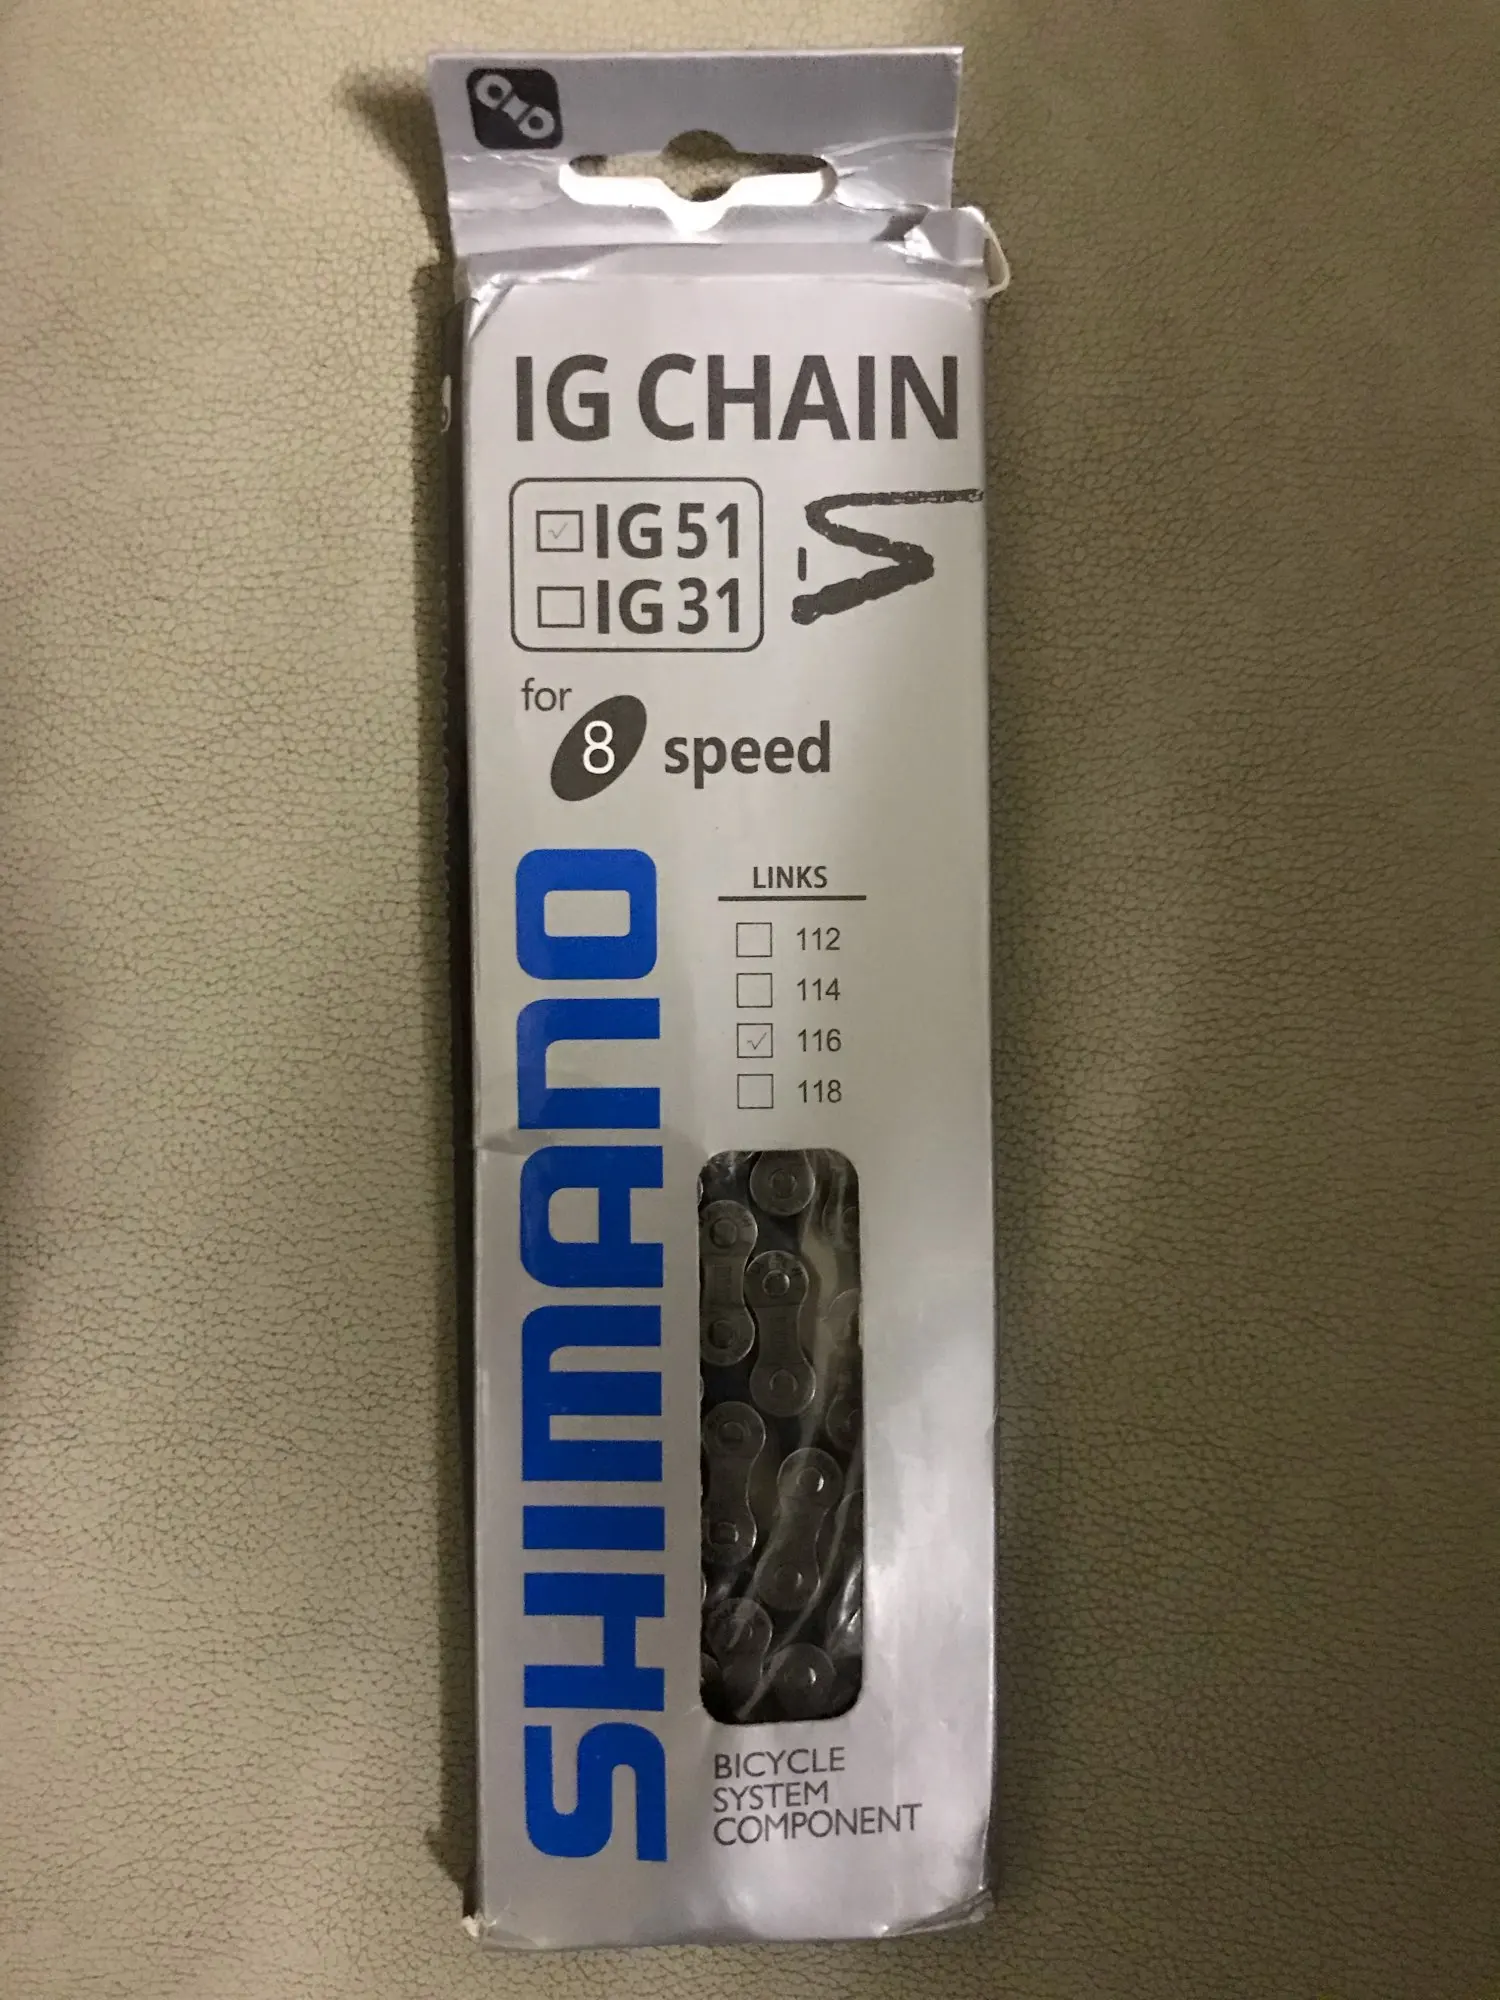 IG CHAIN
☑ IG51
☐ IG31
for 8 speed
SHIMANO
LINKS
☐ 112
☐ 114
☑ 116
☐ 118
BICYCLE
SYSTEM
COMPONENT